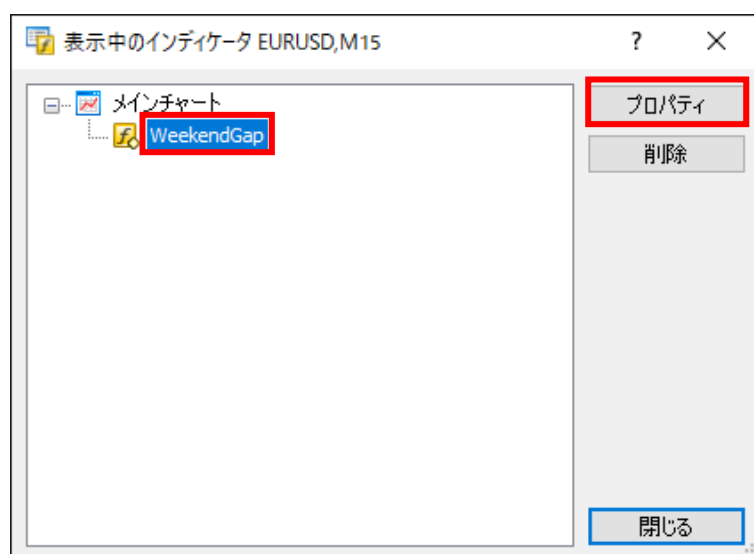 表示中のインディケータ EURUSD,M15
?
メインチャート
プロパティ
WeekendGap
削除
閉じる